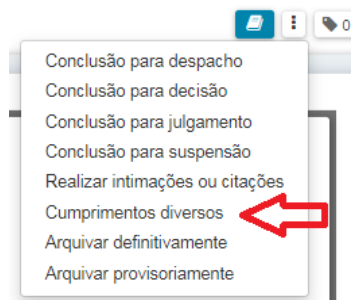 0
Conclusão para despacho
Conclusão para decisão
Conclusão para julgamento
Conclusão para suspensão
Realizar intimações ou citações
Cumprimentos diversos
Arquivar definitivamente
Arquivar provisoriamente